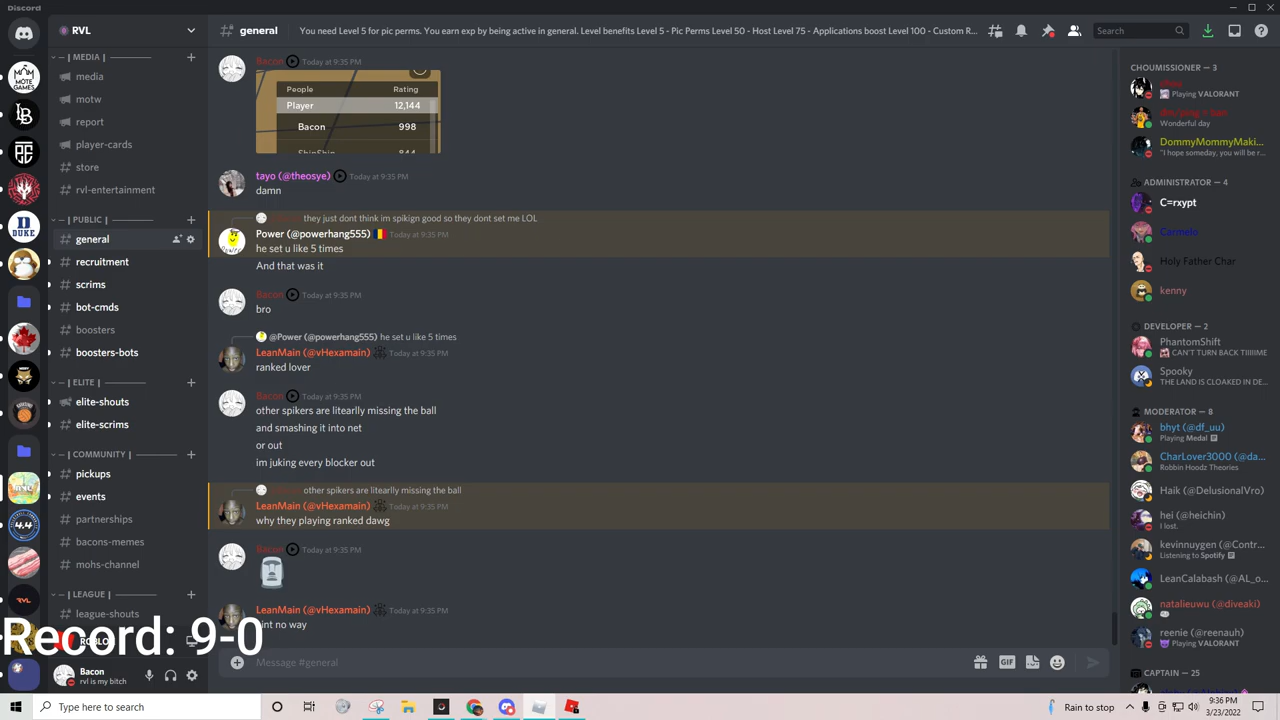 Discord
RVL
general
You need Level 5 for pic perms. You earn exp by being active in general. Level benefits Level 5 - Pic Perms Level 50 - Host Level 75 - Applications boost Level 100 - Custom R...
Search
| MEDIA |
media
motw
report
player-cards
store
rvl-entertainment
| PUBLIC |
general
recruitment
scrims
bot-cmds
boosters
boosters-bots
| ELITE |
elite-shouts
elite-scrims
| COMMUNITY |
pickups
events
partnerships
bacons-memes
mohs-channel
| LEAGUE |
league-shouts
Record: 9-0
Bacon
rvl is my bitch
MOTE
GAMES
DUKE
4.4
RVL
Bacon Today at 9:35 PM
People Rating
Player 12,144
Bacon 998
ShinShin 844
tayo (@theosye) Today at 9:35 PM
damn
they just dont think im spikign good so they dont set me LOL
Power (@powerhang555) Today at 9:35 PM
he set u like 5 times
And that was it
Bacon Today at 9:35 PM
bro
@Power (@powerhang555) he set u like 5 times
LeanMain (@vHexamain) Today at 9:35 PM
ranked lover
Bacon Today at 9:35 PM
other spikers are litearlly missing the ball
and smashing it into net
or out
im juking every blocker out
other spikers are litearlly missing the ball
LeanMain (@vHexamain) Today at 9:35 PM
why they playing ranked dawg
Bacon Today at 9:35 PM
LeanMain (@vHexamain) Today at 9:35 PM
aint no way
Message #general
GIF
CHOUMISSIONER — 3
Playing VALORANT
Wonderful day
DommyMommyMaki...
"I hope someday, you will be r...
ADMINISTRATOR — 4
C=rxypt
Carmelo
Holy Father Char
kenny
DEVELOPER — 2
PhantomShift
CAN'T TURN BACK TIIIIIME
Spooky
THE LAND IS CLOAKED IN DE...
MODERATOR — 8
bhyt (@df_uu)
Playing Medal
CharLover3000 (@da...
Robbin Hoodz Theories
Haik (@DelusionalVro)
hei (@heichin)
I lost.
kevinnuygen (@Contr...
Listening to Spotify
LeanCalabash (@AL_o...
natalieuwu (@diveaki)
reenie (@reenauh)
Playing VALORANT
CAPTAIN — 25
Type here to search
Rain to stop
9:36 PM
3/23/2022